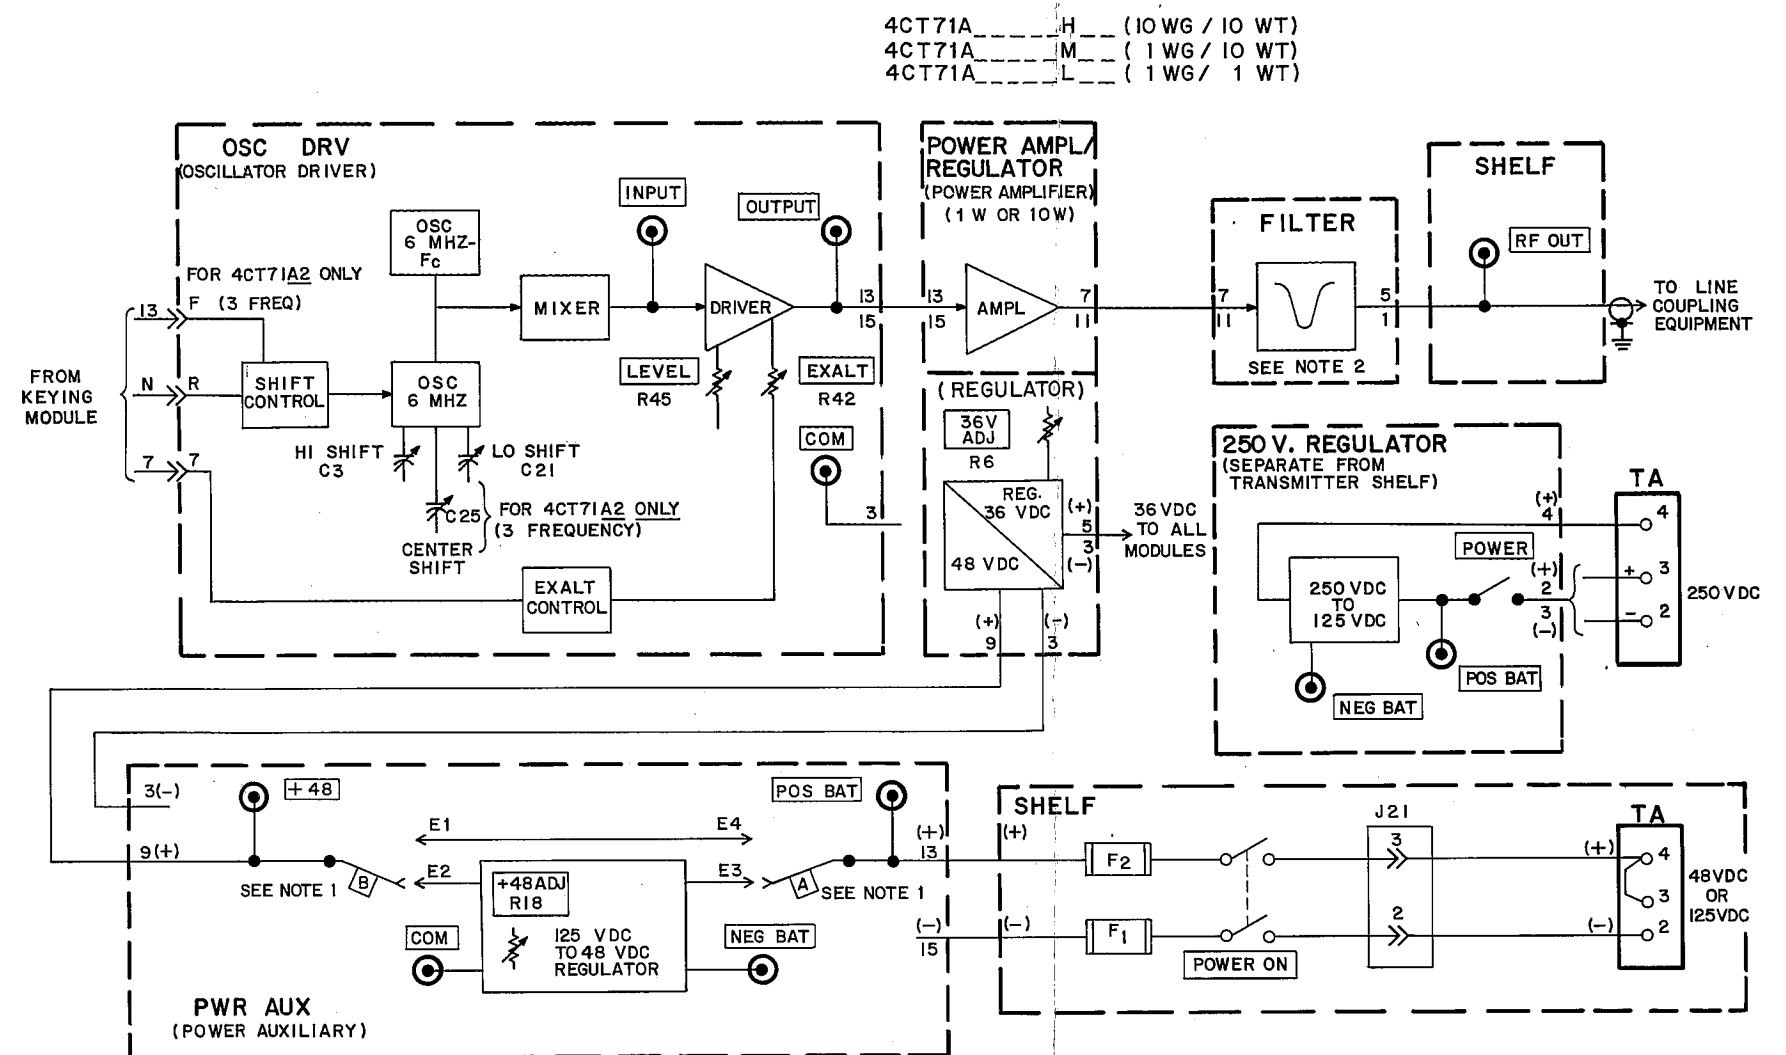 4CT71A______H___(10 WG / 10 WT)
4CT71A______M___( 1 WG / 10 WT)
4CT71A______L___( 1 WG / 1 WT)
OSC DRV
(OSCILLATOR DRIVER)
FOR 4CT71A2 ONLY
F (3 FREQ)
13
N
R
7
7
FROM
KEYING
MODULE
SHIFT
CONTROL
OSC
6 MHZ-
Fc
OSC
6 MHZ
HI SHIFT
C3
LO SHIFT
C21
C25
FOR 4CT71A2 ONLY
(3 FREQUENCY)
CENTER
SHIFT
MIXER
INPUT
OUTPUT
DRIVER
LEVEL
R45
EXALT
R42
COM
3
EXALT
CONTROL
13
15
POWER AMPL/
REGULATOR
(POWER AMPLIFIER)
(1 W OR 10 W)
13
15
AMPL
7
11
(REGULATOR)
36V
ADJ
R6
REG.
36 VDC
48 VDC
(+)
5
3
(-)
36 VDC
TO ALL
MODULES
(+)
9
(-)
3
FILTER
7
11
5
1
SEE NOTE 2
SHELF
RF OUT
TO LINE
COUPLING
EQUIPMENT
250 V. REGULATOR
(SEPARATE FROM
TRANSMITTER SHELF)
(+)
4
POWER
250 VDC
TO
125 VDC
(+)
2
3
(-)
POS BAT
NEG BAT
TA
4
+ 3
- 2
250 VDC
3(-)
9(+)
+48
SEE NOTE 1
B
E1
E4
E2
E3
+48ADJ
R18
125 VDC
TO 48 VDC
REGULATOR
COM
NEG BAT
POS BAT
A
SEE NOTE 1
(+)
13
(-)
15
PWR AUX
(POWER AUXILIARY)
SHELF
(+)
(-)
F2
F1
POWER ON
J21
3
2
TA
(+)
4
3
(-)
2
48VDC
OR
125VDC